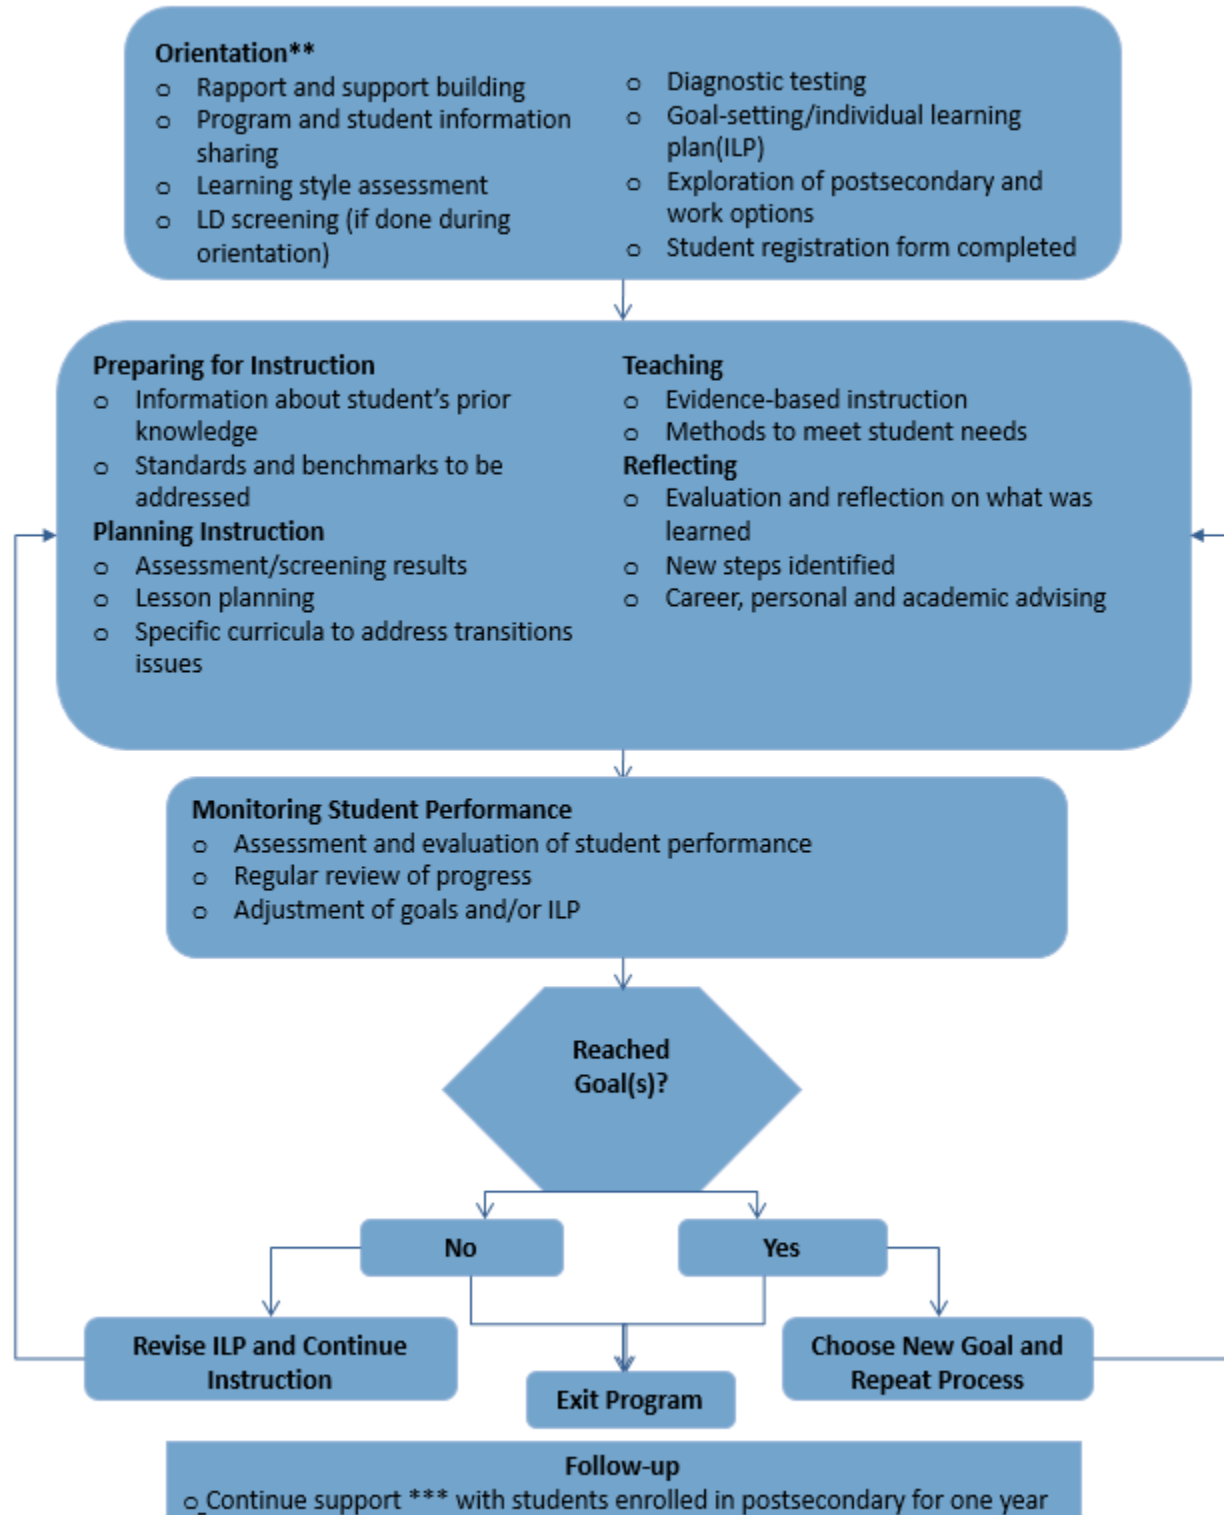 Orientation**
o Rapport and support building
o Program and student information
sharing
o Learning style assessment
o LD screening (if done during
orientation)
o Diagnostic testing
o Goal-setting/individual learning
plan(ILP)
o Exploration of postsecondary and
work options
o Student registration form completed
Preparing for Instruction
o Information about student’s prior
knowledge
o Standards and benchmarks to be
addressed
Planning Instruction
o Assessment/screening results
o Lesson planning
o Specific curricula to address transitions
issues
Teaching
o Evidence-based instruction
o Methods to meet student needs
Reflecting
o Evaluation and reflection on what was
learned
o New steps identified
o Career, personal and academic advising
Monitoring Student Performance
o Assessment and evaluation of student performance
o Regular review of progress
o Adjustment of goals and/or ILP
Reached
Goal(s)?
No
Yes
Revise ILP and Continue
Instruction
Choose New Goal and
Repeat Process
Exit Program
Follow-up
o Continue support *** with students enrolled in postsecondary for one year